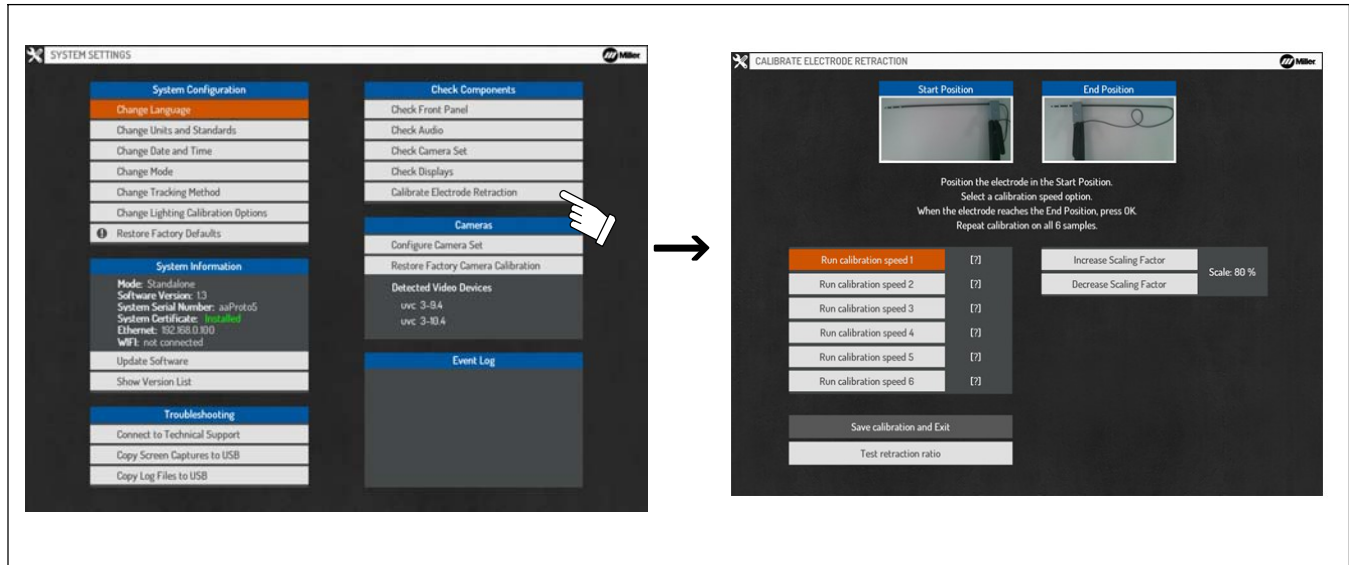 SYSTEM SETTINGS
Miller
System Configuration
Change Language
Change Units and Standards
Change Date and Time
Change Mode
Change Tracking Method
Change Lighting Calibration Options
Restore Factory Defaults
System Information
Mode: Standalone
Software Version: 1.3
System Serial Number: aaProto5
System Certificate: Installed
Ethernet: 192.168.0.100
WIFI: not connected
Update Software
Show Version List
Troubleshooting
Connect to Technical Support
Copy Screen Captures to USB
Copy Log Files to USB
Check Components
Check Front Panel
Check Audio
Check Camera Set
Check Displays
Calibrate Electrode Retraction
Cameras
Configure Camera Set
Restore Factory Camera Calibration
Detected Video Devices
uvc 3-9.4
uvc 3-10.4
Event Log
CALIBRATE ELECTRODE RETRACTION
Miller
Start Position
End Position
Position the electrode in the Start Position.
Select a calibration speed option.
When the electrode reaches the End Position, press OK.
Repeat calibration on all 6 samples.
Run calibration speed 1 [?]
Run calibration speed 2 [?]
Run calibration speed 3 [?]
Run calibration speed 4 [?]
Run calibration speed 5 [?]
Run calibration speed 6 [?]
Increase Scaling Factor
Decrease Scaling Factor
Scale: 80 %
Save calibration and Exit
Test retraction ratio